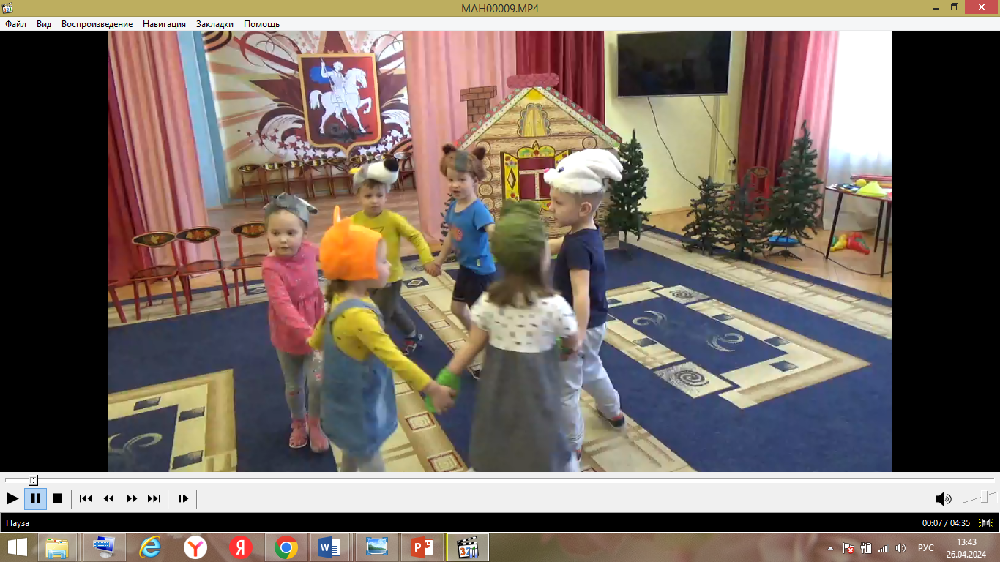 MAH00009.MP4
Файл Вид Воспроизведение Навигация Закладки Помощь
Пауза
00:07 / 04:35
РУС
13:43
26.04.2024